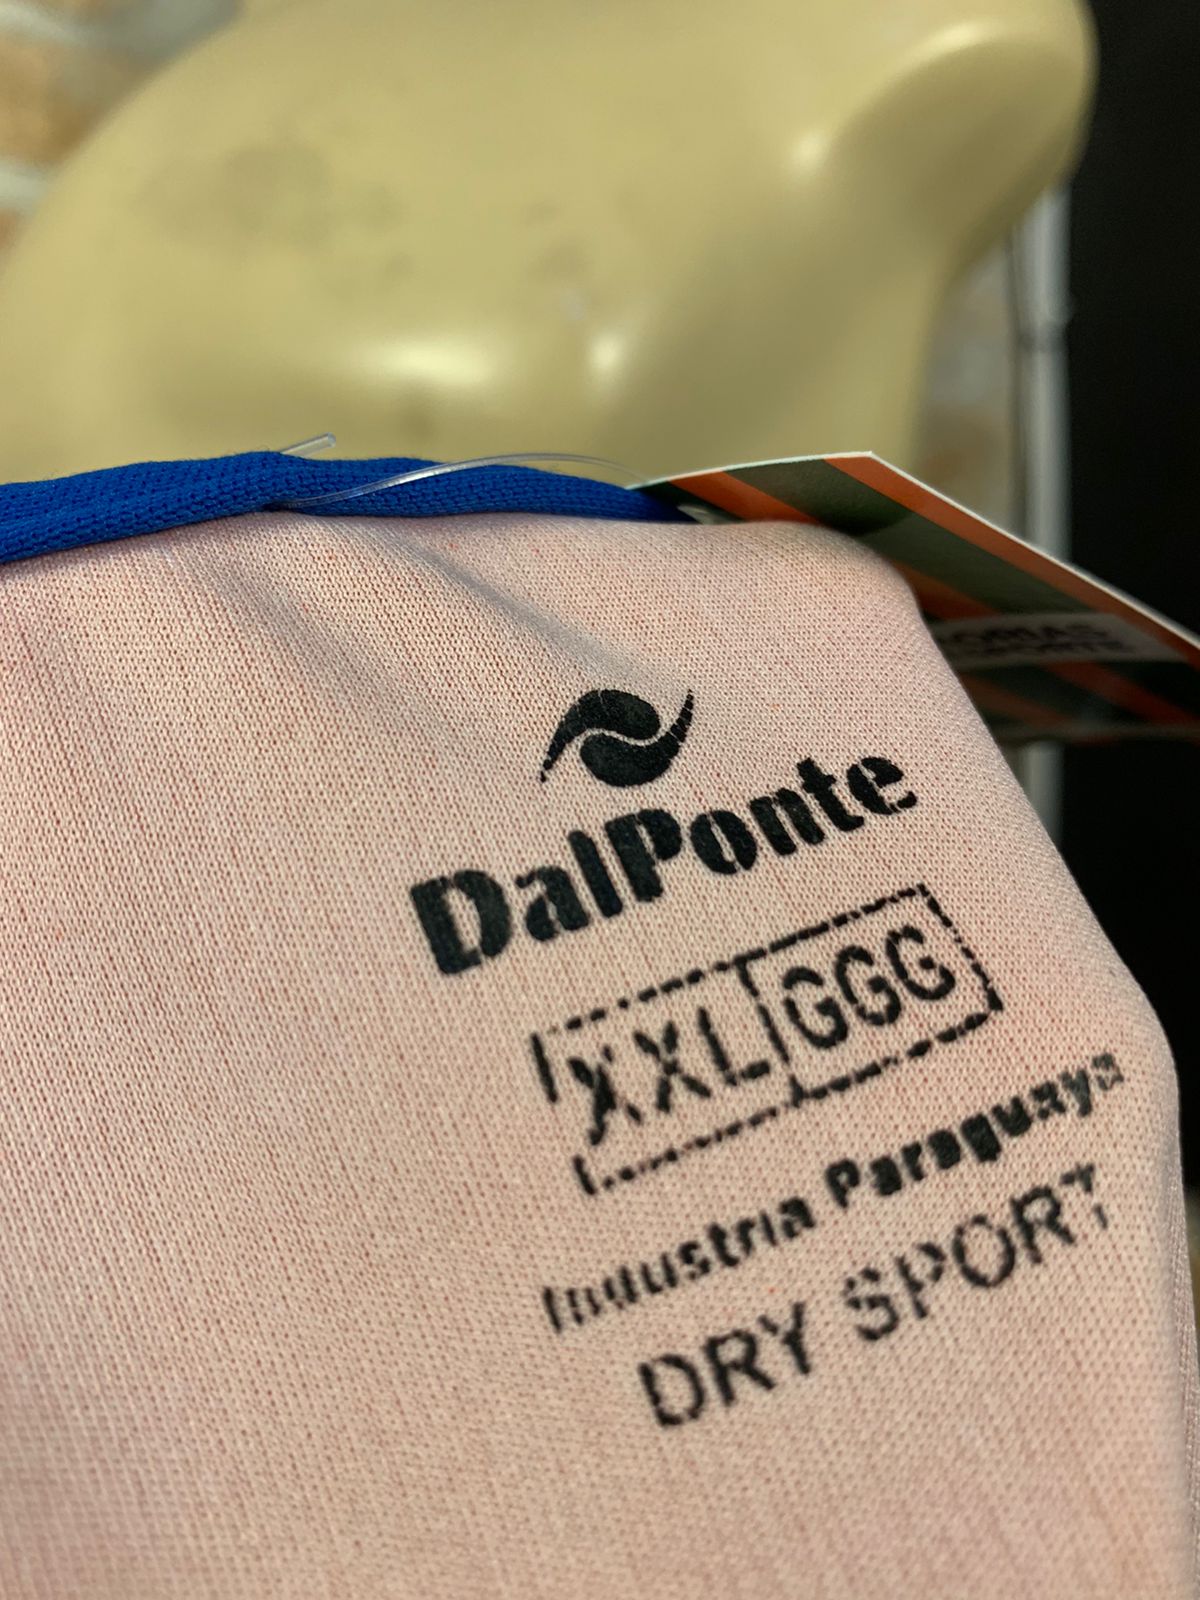 DalPonte
XXL GGG
Industria Paraguaya
DRY SPORT